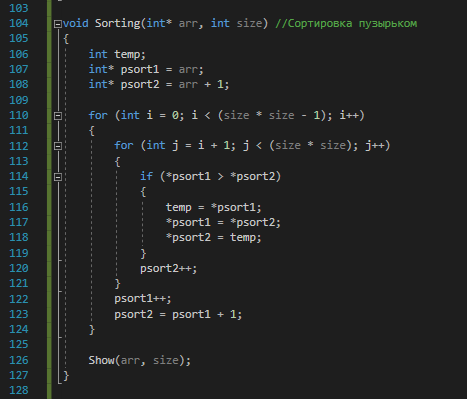 103
104 void Sorting(int* arr, int size) //Сортировка пузырьком
105 {
106 int temp;
107 int* psort1 = arr;
108 int* psort2 = arr + 1;
109
110 for (int i = 0; i < (size * size - 1); i++)
111 {
112 for (int j = i + 1; j < (size * size); j++)
113 {
114 if (*psort1 > *psort2)
115 {
116 temp = *psort1;
117 *psort1 = *psort2;
118 *psort2 = temp;
119 }
120 psort2++;
121 }
122 psort1++;
123 psort2 = psort1 + 1;
124 }
125
126 Show(arr, size);
127 }
128